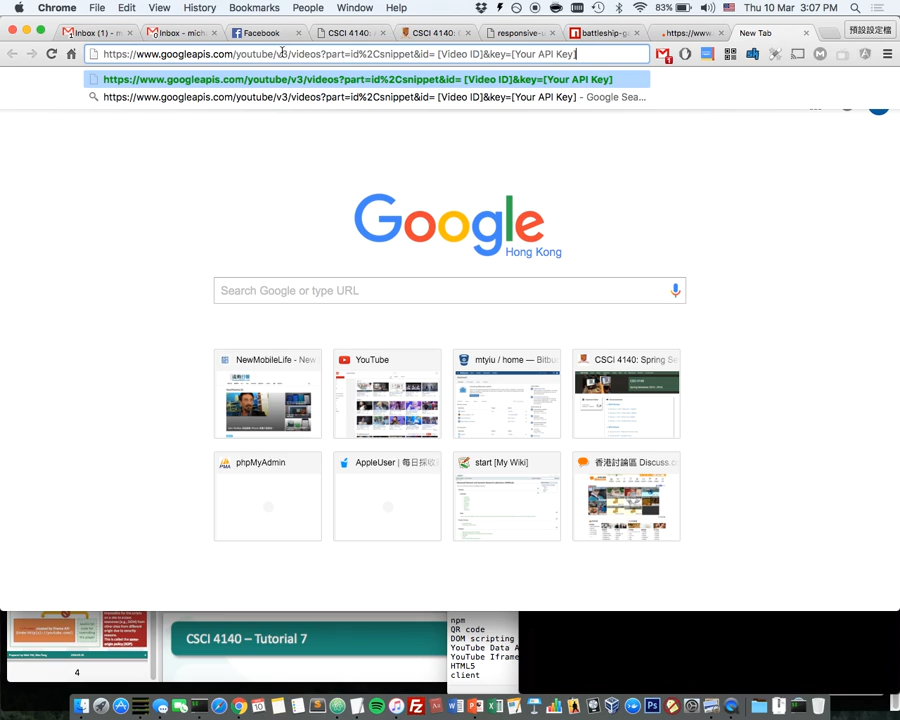 Chrome File Edit View History Bookmarks People Window Help
83% Thu 10 Mar 3:07 PM
Inbox (1) - m
Inbox - mich
Facebook
CSCI 4140: A
CSCI 4140: C
responsive-u
battleship-g
https://www.
New Tab
預設設定檔
https://www.googleapis.com/youtube/v3/videos?part=id%2Csnippet&id= [Video ID]&key=[Your API Key]
https://www.googleapis.com/youtube/v3/videos?part=id%2Csnippet&id= [Video ID]&key=[Your API Key]
https://www.googleapis.com/youtube/v3/videos?part=id%2Csnippet&id= [Video ID]&key=[Your API Key] - Google Sea...
Google
Hong Kong
Search Google or type URL
NewMobileLife - New
YouTube
mtyiu / home — Bitbu
CSCI 4140: Spring Se
phpMyAdmin
AppleUser | 每日採收
start [My Wiki]
香港討論區 Discuss.c
CSCI 4140 – Tutorial 7
4
npm
QR code
DOM scripting
YouTube Data A
YouTube Iframe
HTML5
client